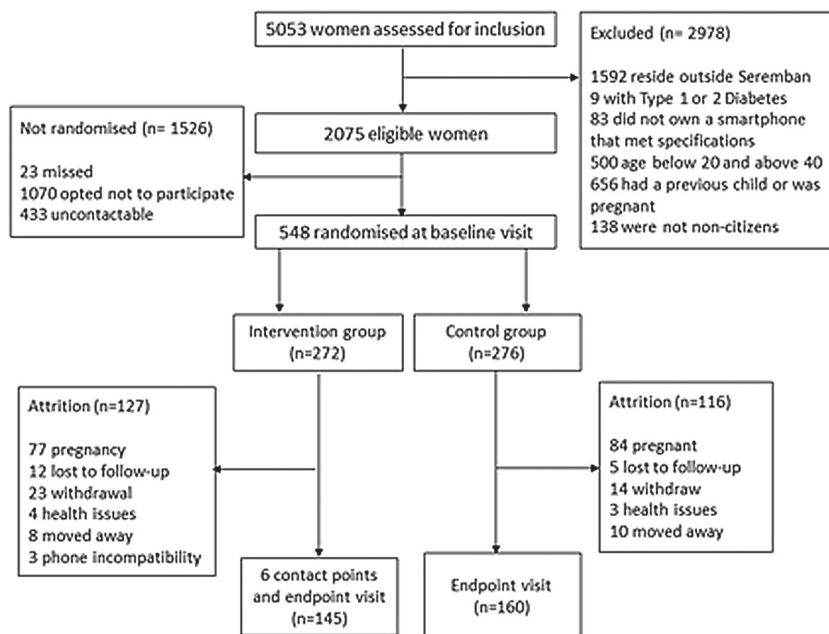 5053 women assessed for inclusion
Excluded (n= 2978)
1592 reside outside Seremban
9 with Type 1 or 2 Diabetes
83 did not own a smartphone
that met specifications
500 age below 20 and above 40
656 had a previous child or was
pregnant
138 were not non-citizens
2075 eligible women
Not randomised (n= 1526)
23 missed
1070 opted not to participate
433 uncontactable
548 randomised at baseline visit
Intervention group
(n=272)
Control group
(n=276)
Attrition (n=127)
77 pregnancy
12 lost to follow-up
23 withdrawal
4 health issues
8 moved away
3 phone incompatibility
Attrition (n=116)
84 pregnant
5 lost to follow-up
14 withdraw
3 health issues
10 moved away
6 contact points
and endpoint visit
(n=145)
Endpoint visit
(n=160)